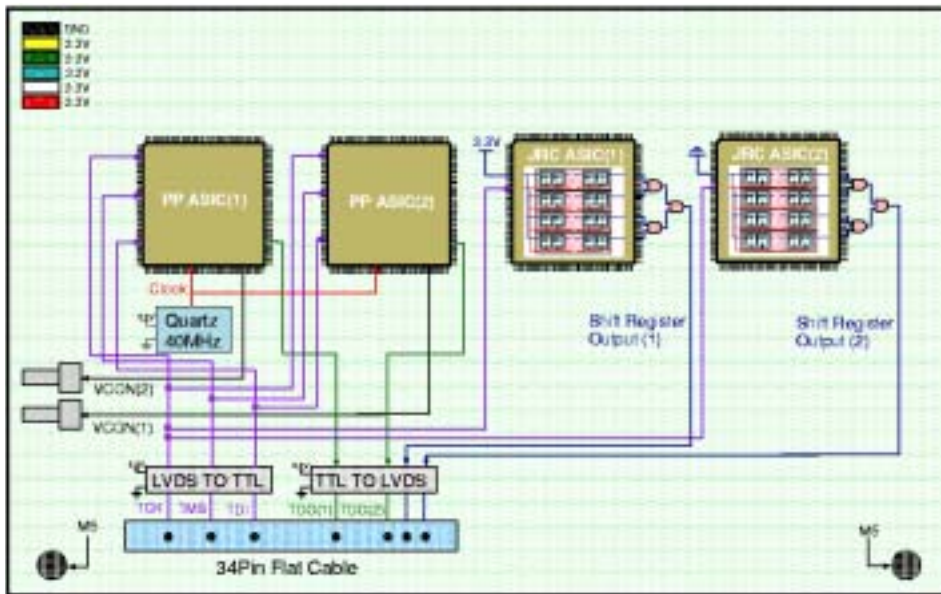 GND
3.3V
3.3V
3.3V
3.3V
3.3V
PP ASIC(1)
PP ASIC(2)
3.3V
JRC ASIC(1)
JRC ASIC(2)
Clock
Quartz
40MHz
Shift Register
Output (1)
Shift Register
Output (2)
VCON(2)
VCON(1)
LVDS TO TTL
TTL TO LVDS
TMS
TDI
TDO(1)
TDO(2)
M5
M5
34Pin Flat Cable